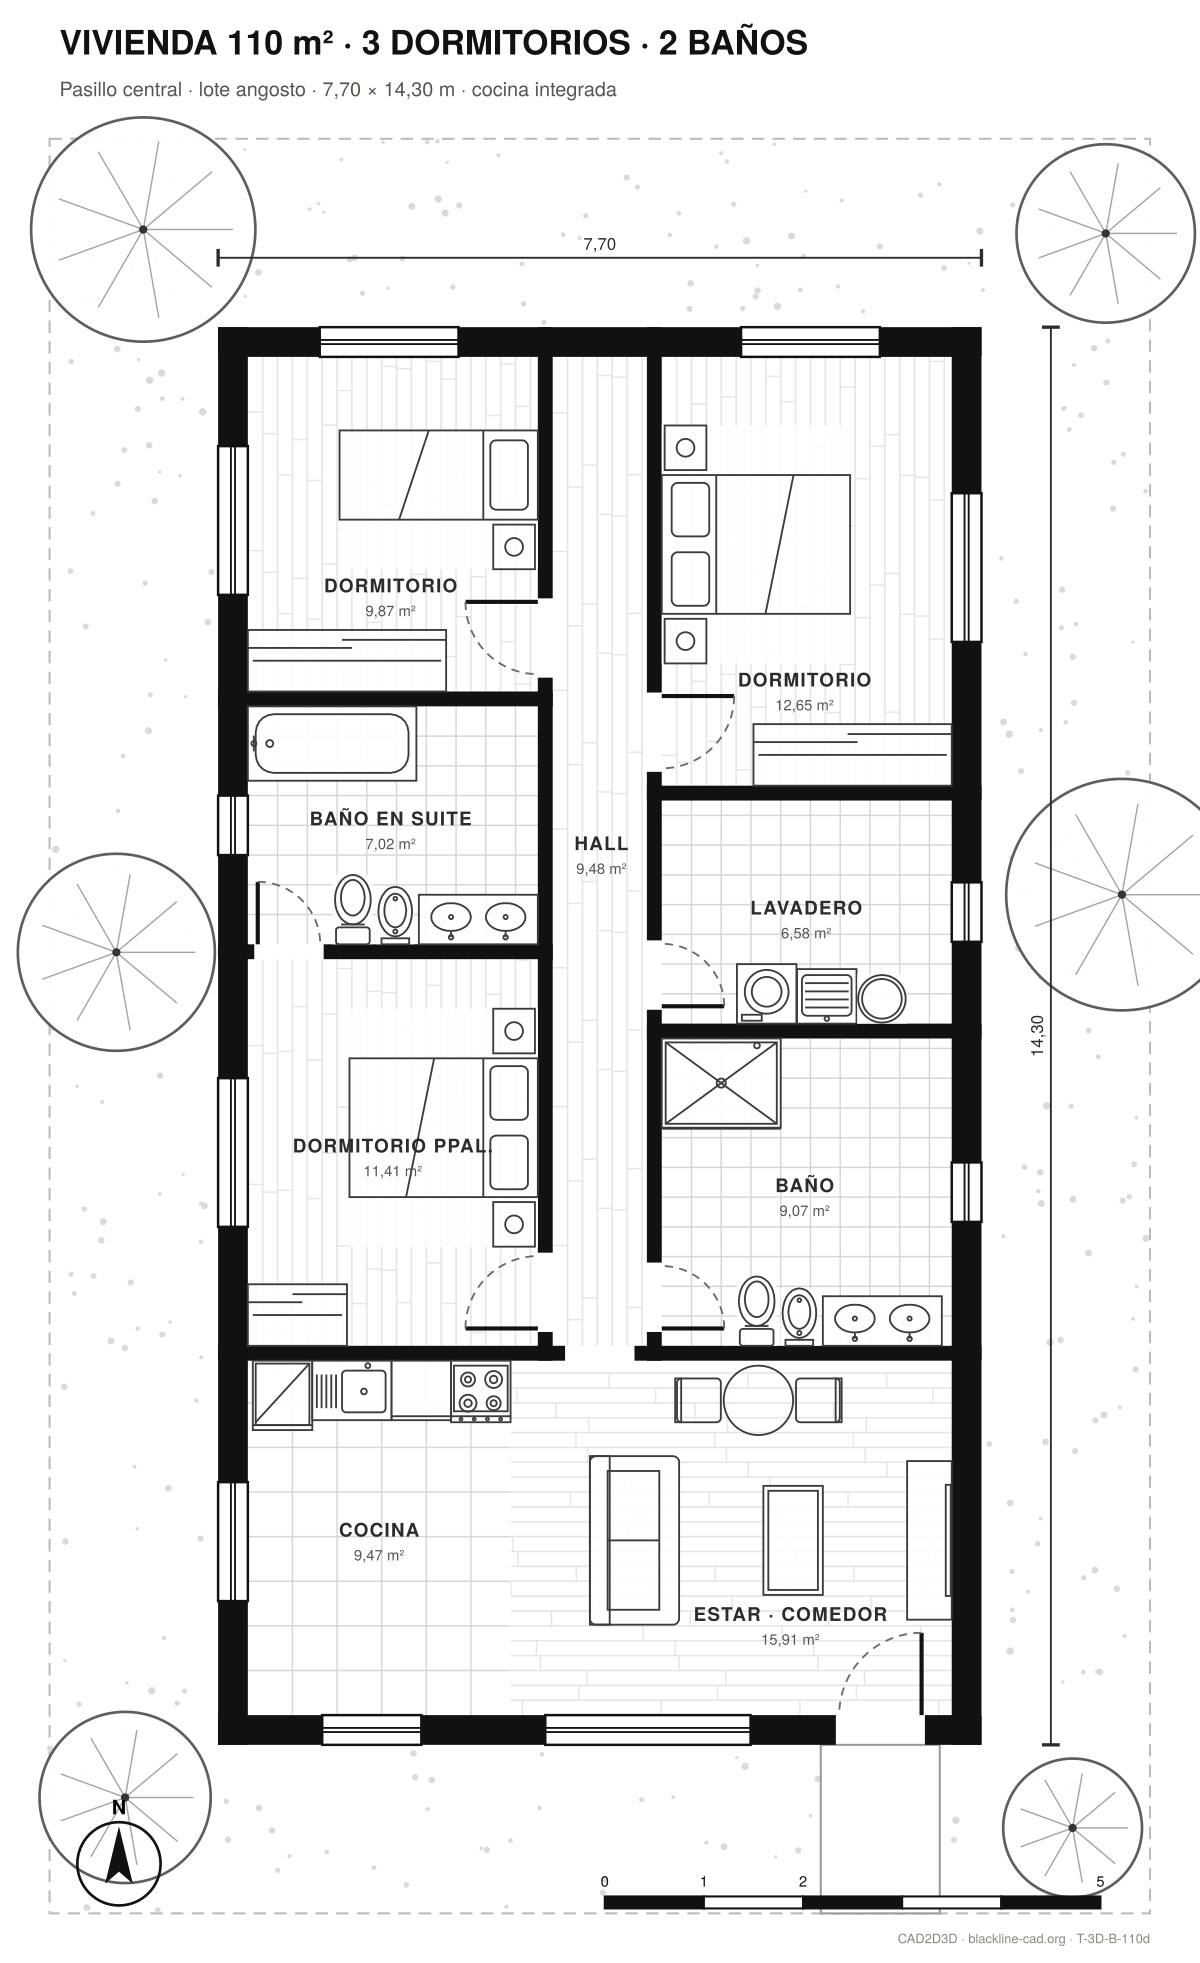 VIVIENDA 110 m² · 3 DORMITORIOS · 2 BAÑOS
Pasillo central · lote angosto · 7,70 × 14,30 m · cocina integrada
7,70
DORMITORIO
9,87 m²
DORMITORIO
12,65 m²
BAÑO EN SUITE
7,02 m²
HALL
9,48 m²
LAVADERO
6,58 m²
14,30
DORMITORIO PPAL.
11,41 m²
BAÑO
9,07 m²
COCINA
9,47 m²
ESTAR · COMEDOR
15,91 m²
N
0 1 2 5
CAD2D3D · blackline-cad.org · T-3D-B-110d